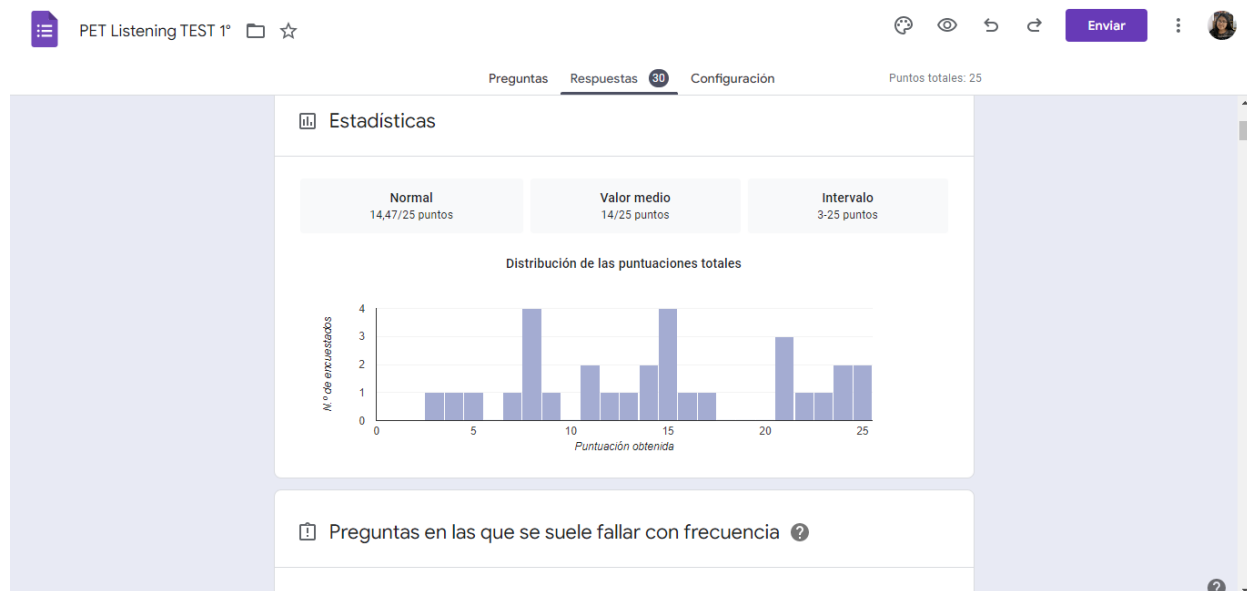 PET Listening TEST 1°
Enviar
Preguntas Respuestas 30 Configuración Puntos totales: 25
Estadísticas
Normal
14,47/25 puntos
Valor medio
14/25 puntos
Intervalo
3-25 puntos
Distribución de las puntuaciones totales
N.º de encuestados
4
3
2
1
0
0 5 10 15 20 25
Puntuación obtenida
Preguntas en las que se suele fallar con frecuencia ?
?